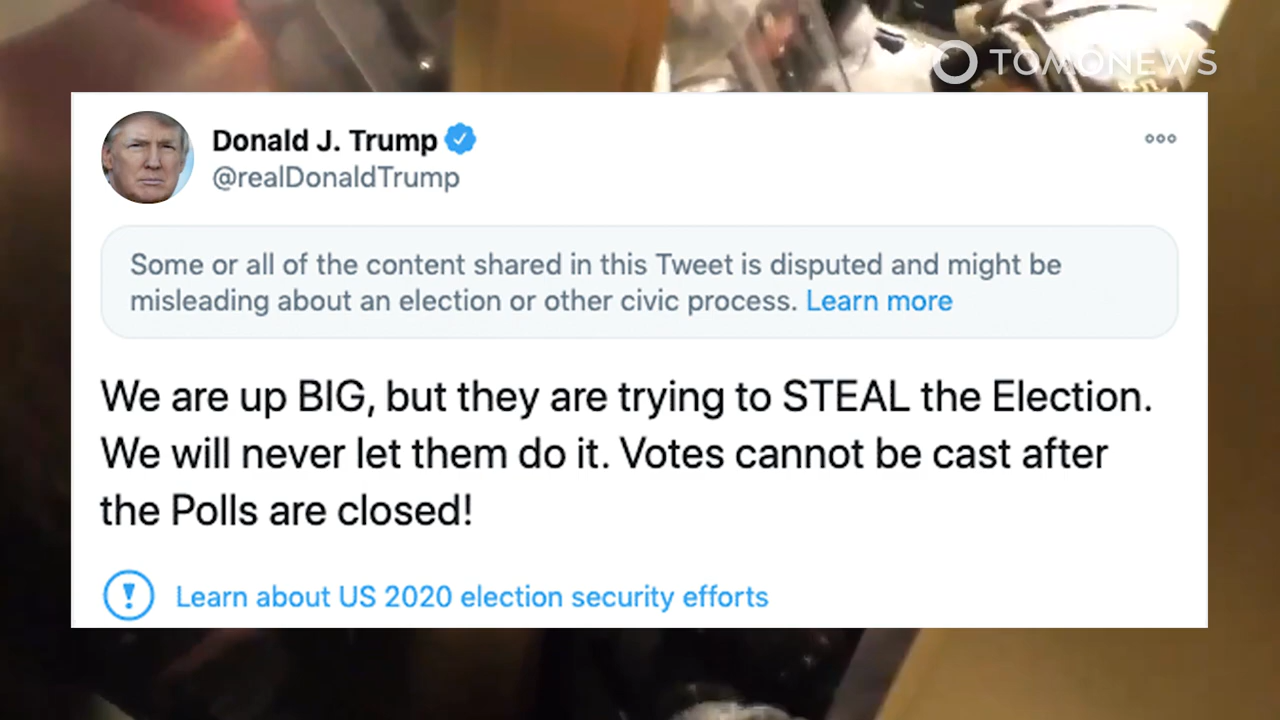 TOMONEWS
Donald J. Trump
@realDonaldTrump
Some or all of the content shared in this Tweet is disputed and might be
misleading about an election or other civic process. Learn more
We are up BIG, but they are trying to STEAL the Election.
We will never let them do it. Votes cannot be cast after
the Polls are closed!
Learn about US 2020 election security efforts